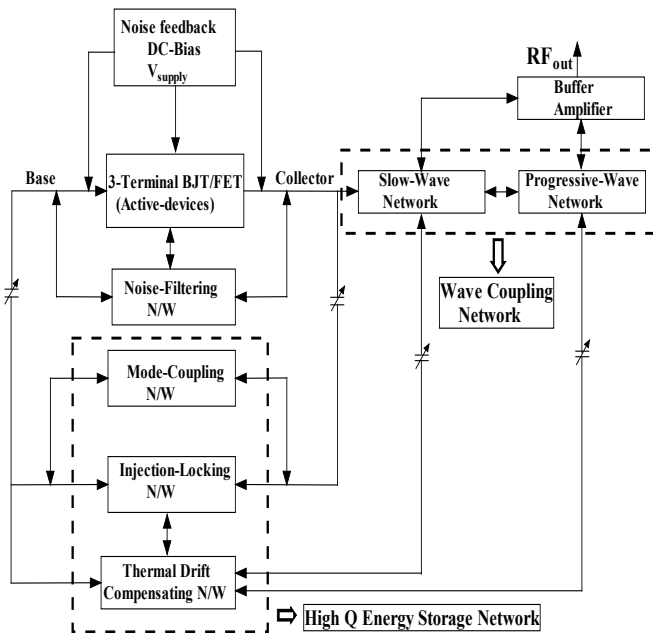 Noise feedback
DC-Bias
Vsupply
RFout
Buffer
Amplifier
Base
3-Terminal BJT/FET
(Active-devices)
Collector
Slow-Wave
Network
Progressive-Wave
Network
Noise-Filtering
N/W
Wave Coupling
Network
Mode-Coupling
N/W
Injection-Locking
N/W
Thermal Drift
Compensating N/W
High Q Energy Storage Network